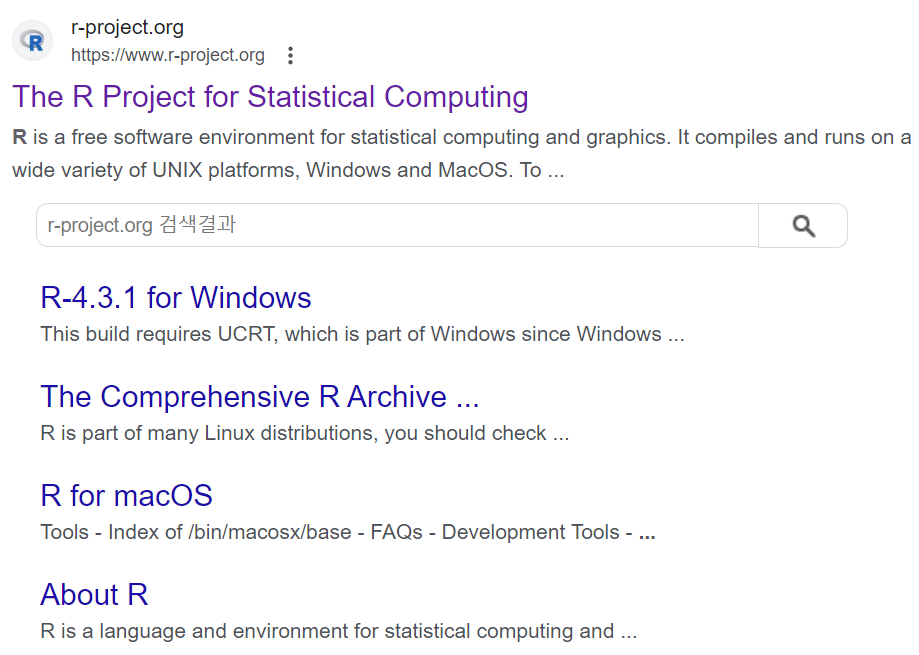 r-project.org
https://www.r-project.org
The R Project for Statistical Computing
R is a free software environment for statistical computing and graphics. It compiles and runs on a
wide variety of UNIX platforms, Windows and MacOS. To ...
r-project.org 검색결과
R-4.3.1 for Windows
This build requires UCRT, which is part of Windows since Windows ...
The Comprehensive R Archive ...
R is part of many Linux distributions, you should check ...
R for macOS
Tools - Index of /bin/macosx/base - FAQs - Development Tools - ...
About R
R is a language and environment for statistical computing and ...